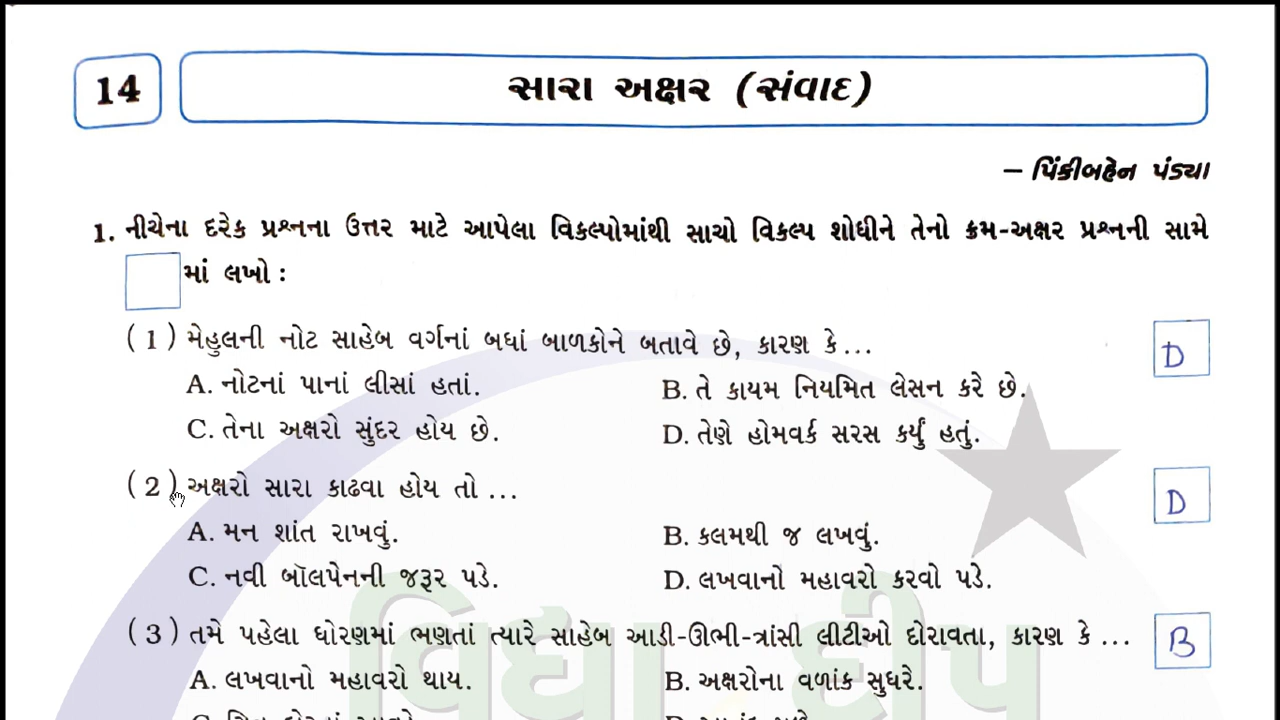 14
સારા અક્ષર (સંવાદ)
– પિંકીબહેન પંડ્યા
1. નીચેના દરેક પ્રશ્નના ઉત્તર માટે આપેલા વિકલ્પોમાંથી સાચો વિકલ્પ શોધીને તેનો ક્રમ-અક્ષર પ્રશ્નની સામે
માં લખો :
(1) મેહુલની નોટ સાહેબ વર્ગનાં બધાં બાળકોને બતાવે છે, કારણ કે... D
A. નોટનાં પાનાં લીસાં હતાં. B. તે કાયમ નિયમિત લેસન કરે છે.
C. તેના અક્ષરો સુંદર હોય છે. D. તેણે હોમવર્ક સરસ કર્યું હતું.
(2) અક્ષરો સારા કાઢવા હોય તો ... D
A. મન શાંત રાખવું. B. કલમથી જ લખવું.
C. નવી બૉલપેનની જરૂર પડે. D. લખવાનો મહાવરો કરવો પડે.
(3) તમે પહેલા ધોરણમાં ભણતાં ત્યારે સાહેબ આડી-ઊભી-ત્રાંસી લીટીઓ દોરાવતા, કારણ કે ... B
A. લખવાનો મહાવરો થાય. B. અક્ષરોના વળાંક સુધરે.
વિદ્યા દીપ